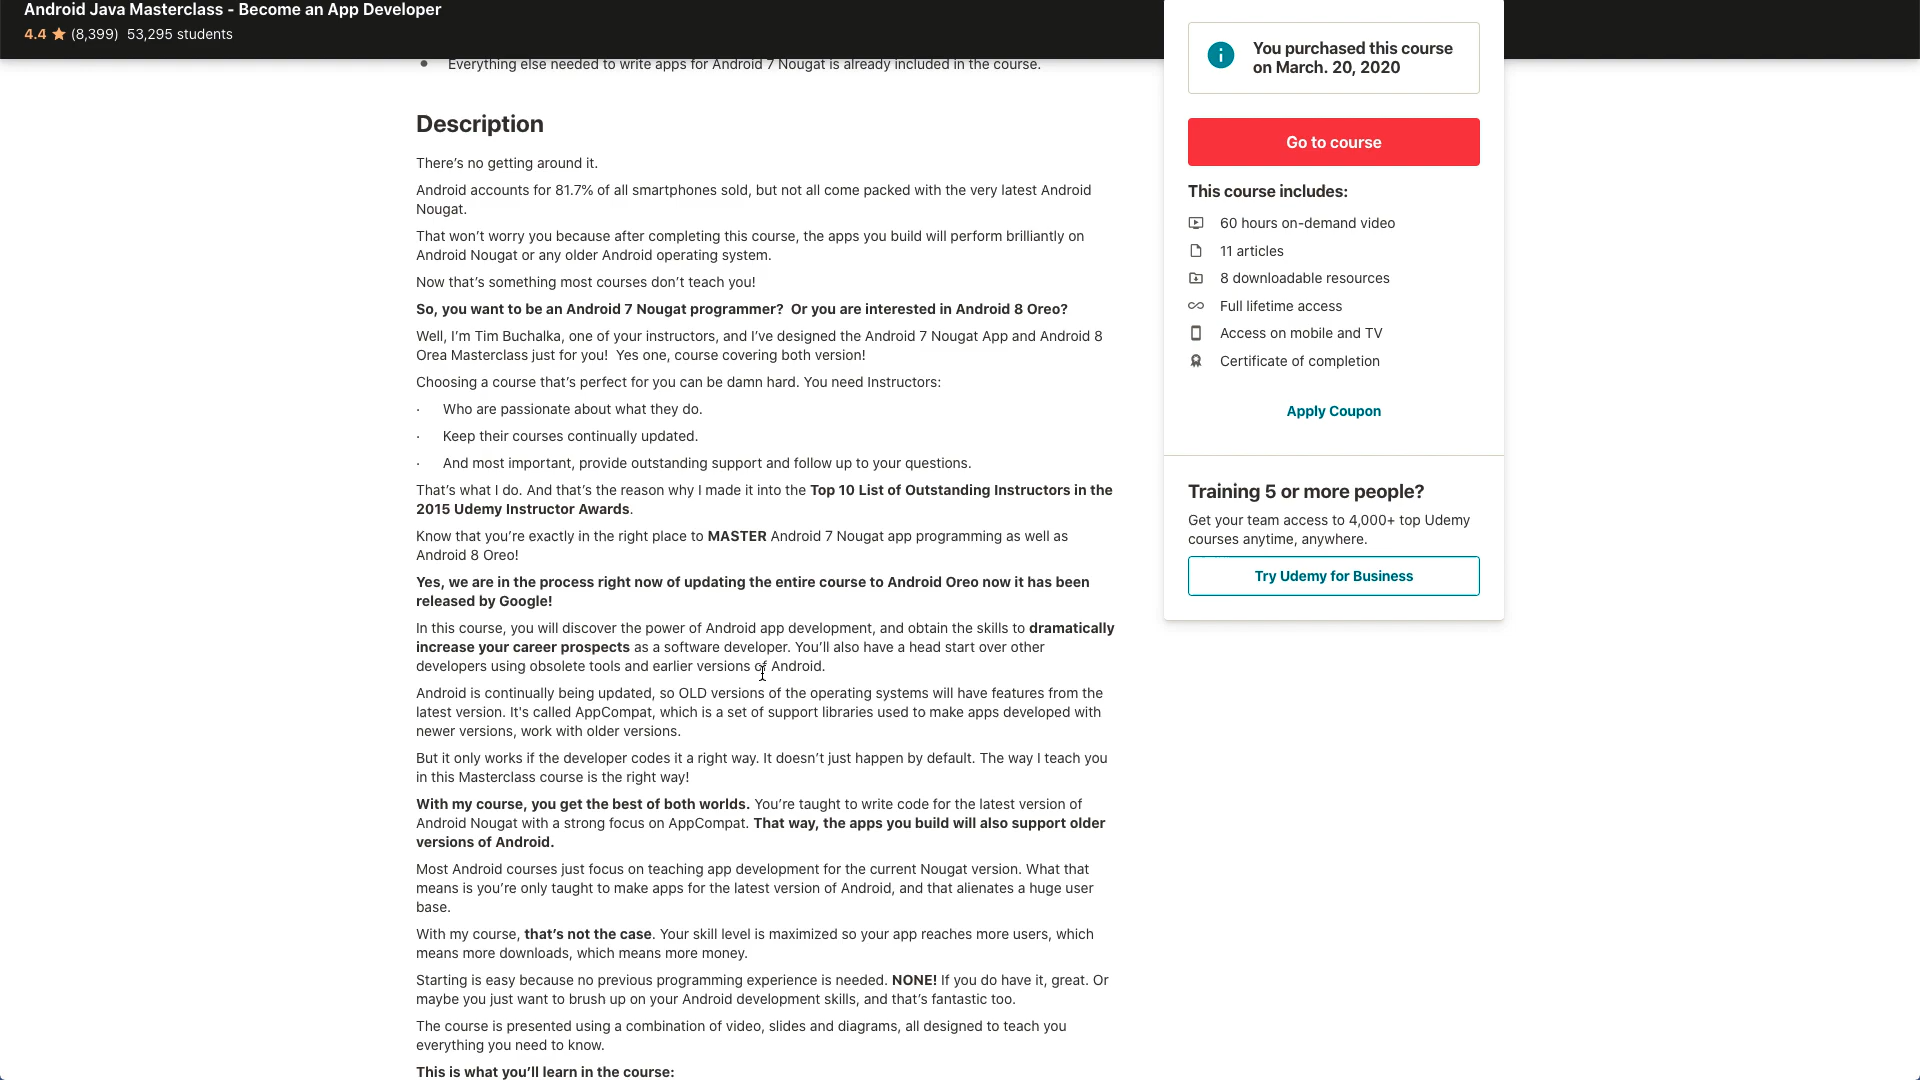 Android Java Masterclass - Become an App Developer
4.4 ★ (8,399) 53,295 students
• Everything else needed to write apps for Android 7 Nougat is already included in the course.
Description
There’s no getting around it.
Android accounts for 81.7% of all smartphones sold, but not all come packed with the very latest Android
Nougat.
That won’t worry you because after completing this course, the apps you build will perform brilliantly on
Android Nougat or any older Android operating system.
Now that’s something most courses don’t teach you!
So, you want to be an Android 7 Nougat programmer?  Or you are interested in Android 8 Oreo?
Well, I’m Tim Buchalka, one of your instructors, and I’ve designed the Android 7 Nougat App and Android 8
Orea Masterclass just for you!  Yes one, course covering both version!
Choosing a course that’s perfect for you can be damn hard. You need Instructors:
· Who are passionate about what they do.
· Keep their courses continually updated.
· And most important, provide outstanding support and follow up to your questions.
That’s what I do. And that’s the reason why I made it into the Top 10 List of Outstanding Instructors in the
2015 Udemy Instructor Awards.
Know that you’re exactly in the right place to MASTER Android 7 Nougat app programming as well as
Android 8 Oreo!
Yes, we are in the process right now of updating the entire course to Android Oreo now it has been
released by Google!
In this course, you will discover the power of Android app development, and obtain the skills to dramatically
increase your career prospects as a software developer. You’ll also have a head start over other
developers using obsolete tools and earlier versions of Android.
Android is continually being updated, so OLD versions of the operating systems will have features from the
latest version. It's called AppCompat, which is a set of support libraries used to make apps developed with
newer versions, work with older versions.
But it only works if the developer codes it a right way. It doesn’t just happen by default. The way I teach you
in this Masterclass course is the right way!
With my course, you get the best of both worlds. You’re taught to write code for the latest version of
Android Nougat with a strong focus on AppCompat. That way, the apps you build will also support older
versions of Android.
Most Android courses just focus on teaching app development for the current Nougat version. What that
means is you’re only taught to make apps for the latest version of Android, and that alienates a huge user
base.
With my course, that’s not the case. Your skill level is maximized so your app reaches more users, which
means more downloads, which means more money.
Starting is easy because no previous programming experience is needed. NONE! If you do have it, great. Or
maybe you just want to brush up on your Android development skills, and that’s fantastic too.
The course is presented using a combination of video, slides and diagrams, all designed to teach you
everything you need to know.
This is what you’ll learn in the course:
You purchased this course
on March. 20, 2020
Go to course
This course includes:
60 hours on-demand video
11 articles
8 downloadable resources
Full lifetime access
Access on mobile and TV
Certificate of completion
Apply Coupon
Training 5 or more people?
Get your team access to 4,000+ top Udemy
courses anytime, anywhere.
Try Udemy for Business